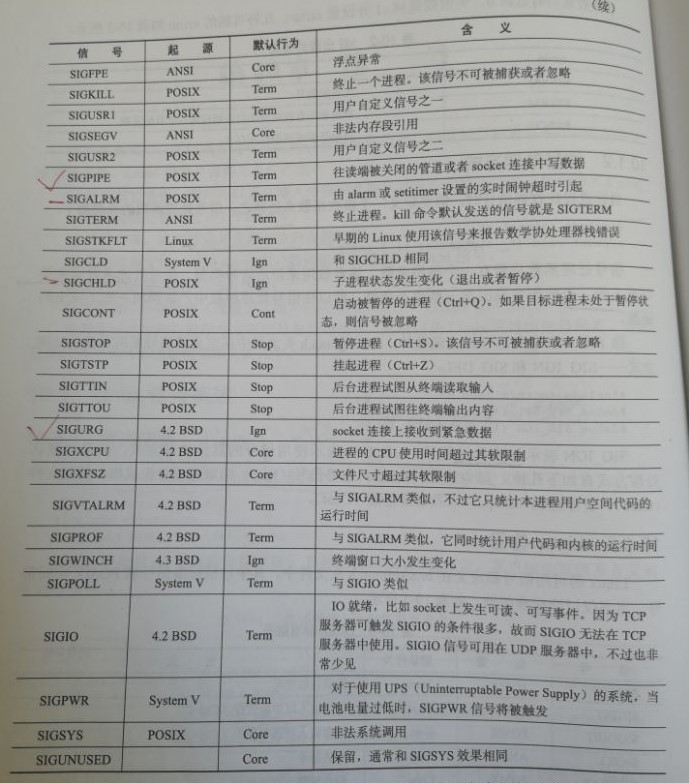 （续）
信 号 起 源 默认行为 含 义
SIGFPE ANSI Core 浮点异常
SIGKILL POSIX Term 终止一个进程。该信号不可被捕获或者忽略
SIGUSR1 POSIX Term 用户自定义信号之一
SIGSEGV ANSI Core 非法内存段引用
SIGUSR2 POSIX Term 用户自定义信号之二
SIGPIPE POSIX Term 往读端被关闭的管道或者 socket 连接中写数据
SIGALRM POSIX Term 由 alarm 或 setitimer 设置的实时闹钟超时引起
SIGTERM ANSI Term 终止进程。kill 命令默认发送的信号就是 SIGTERM
SIGSTKFLT Linux Term 早期的 Linux 使用该信号来报告数学协处理器栈错误
SIGCLD System V Ign 和 SIGCHLD 相同
SIGCHLD POSIX Ign 子进程状态发生变化（退出或者暂停）
SIGCONT POSIX Cont 启动被暂停的进程（Ctrl+Q）。如果目标进程未处于暂停状
态，则信号被忽略
SIGSTOP POSIX Stop 暂停进程（Ctrl+S）。该信号不可被捕获或者忽略
SIGTSTP POSIX Stop 挂起进程（Ctrl+Z）
SIGTTIN POSIX Stop 后台进程试图从终端读取输入
SIGTTOU POSIX Stop 后台进程试图往终端输出内容
SIGURG 4.2 BSD Ign socket 连接上接收到紧急数据
SIGXCPU 4.2 BSD Core 进程的 CPU 使用时间超过其软限制
SIGXFSZ 4.2 BSD Core 文件尺寸超过其软限制
SIGVTALRM 4.2 BSD Term 与 SIGALRM 类似，不过它只统计本进程用户空间代码的
运行时间
SIGPROF 4.2 BSD Term 与 SIGALRM 类似，它同时统计用户代码和内核的运行时间
SIGWINCH 4.3 BSD Ign 终端窗口大小发生变化
SIGPOLL System V Term 与 SIGIO 类似
SIGIO 4.2 BSD Term IO 就绪，比如 socket 上发生可读、可写事件。因为 TCP
服务器可触发 SIGIO 的条件很多，故而 SIGIO 无法在 TCP
服务器中使用。SIGIO 信号可用在 UDP 服务器中，不过也非
常少见
SIGPWR System V Term 对于使用 UPS（Uninterruptable Power Supply）的系统，当
电池电量过低时，SIGPWR 信号将被触发
SIGSYS POSIX Core 非法系统调用
SIGUNUSED Core 保留，通常和 SIGSYS 效果相同